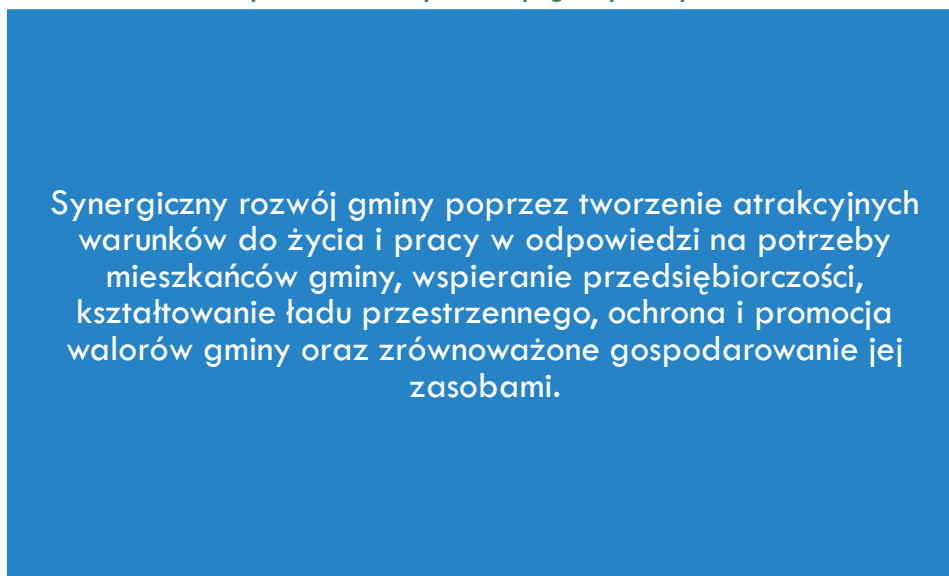 Synergiczny rozwój gminy poprzez tworzenie atrakcyjnych
warunków do życia i pracy w odpowiedzi na potrzeby
mieszkańców gminy, wspieranie przedsiębiorczości,
kształtowanie ładu przestrzennego, ochrona i promocja
walorów gminy oraz zrównoważone gospodarowanie jej
zasobami.